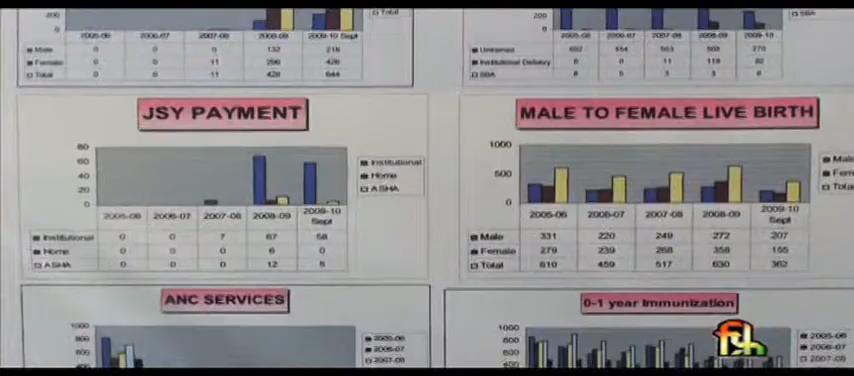 200
0
2005-06 2006-07 2007-08 2008-09 2009-10 Sept
Male 0 0 0 132 218
Female 0 0 11 296 426
Total 0 0 11 428 644
Total
200
0
2005-06 2006-07 2007-08 2008-09 2009-10 Sept
Untrained 602 554 503 503 270
Institutional Delivery 0 0 11 118 82
SBA
SBA
JSY PAYMENT
80
60
40
20
0
2005-06 2006-07 2007-08 2008-09 2009-10
Sept
Institutional 0 0 7 67 58
Home 0 0 0 6 0
ASHA 0 0 0 12 5
Institutional
Home
ASHA
MALE TO FEMALE LIVE BIRTH
1000
500
0
2005-06 2006-07 2007-08 2008-09 2009-10
Sept
Male 331 220 249 272 207
Female 279 239 268 358 155
Total 610 459 517 630 362
Male
Fem
Total
ANC SERVICES
1000
800
600
400
2005-06
2006-07
2007-08
0-1 year Immunization
1000
800
600
400
2005-06
2006-07
2007-08